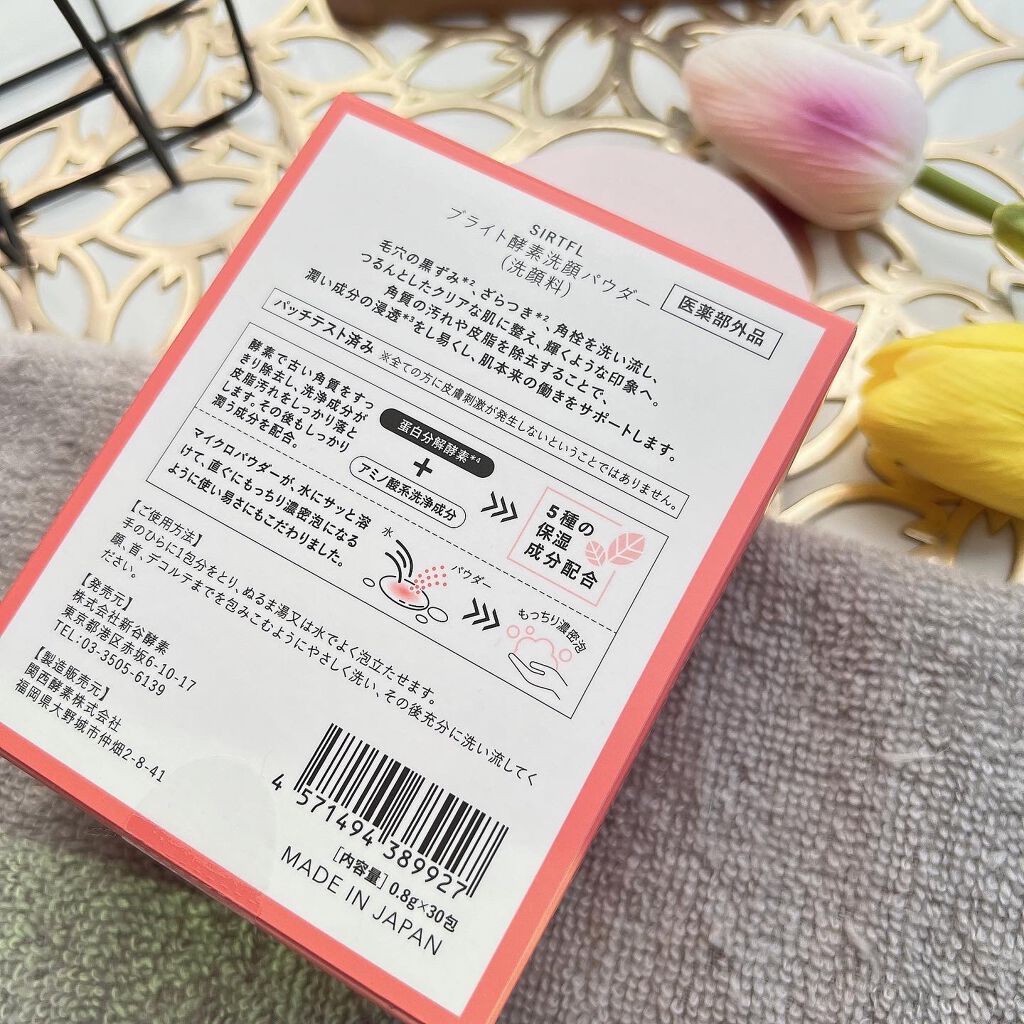 SIRTFL
ブライト酵素洗顔パウダー
(洗顔料)
医薬部外品
毛穴の黒ずみ*2、ざらつき*2、角栓を洗い流し、
つるんとしたクリアな肌に整え、輝くような印象へ。
角質の汚れや皮脂を除去することで、
潤い成分の浸透*3をし易くし、肌本来の働きをサポートします。
パッチテスト済み ※全ての方に皮膚刺激が発生しないということではありません。
酵素で古い角質をすっ
きり除去し、洗浄成分が
皮脂汚れをしっかり落と
します。その後もしっかり
潤う成分を配合。
蛋白分解酵素*4
+
アミノ酸系洗浄成分
5種の
保湿
成分配合
マイクロパウダーが、水にサッと溶
けて、直ぐにもっちり濃密泡になる
ように使い易さにもこだわりました。
水
パウダー
もっちり濃密泡
【ご使用方法】
手のひらに1包分をとり、ぬるま湯又は水でよく泡立たせます。
顔、首、デコルテまでを包みこむようにやさしく洗い、その後充分に洗い流してく
ださい。
【発売元】
株式会社新谷酵素
東京都港区赤坂6-10-17
TEL:03-3505-6139
【製造販売元】
関西酵素株式会社
福岡県大野城市仲畑2-8-41
4 571494 389927
[内容量] 0.8g×30包
MADE IN JAPAN